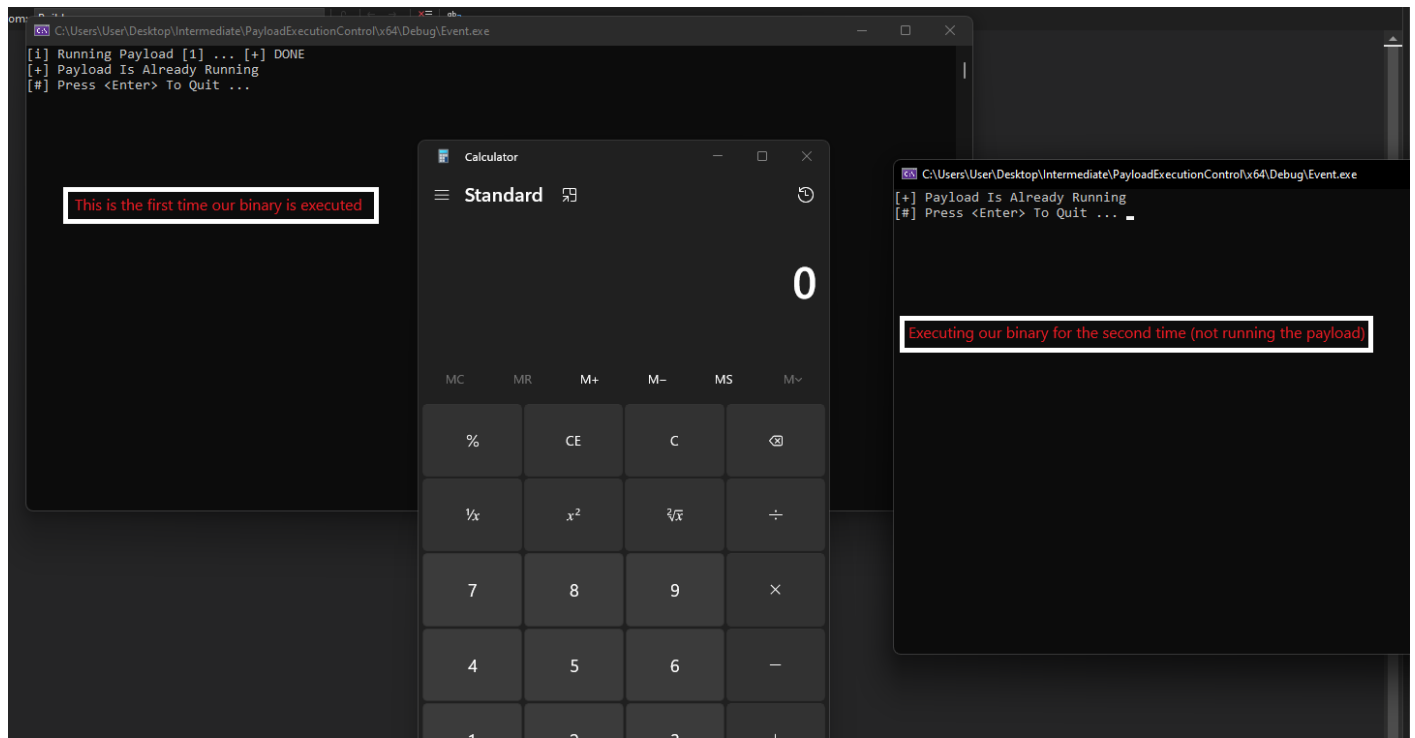 C:\Users\User\Desktop\Intermediate\PayloadExecutionControl\x64\Debug\Event.exe
[i] Running Payload [1] ... [+] DONE
[+] Payload Is Already Running
[#] Press <Enter> To Quit ...
This is the first time our binary is executed
Calculator
Standard
0
MC MR M+ M− MS M
% CE C
¹/x x² ²√x ÷
7 8 9 ×
4 5 6 −
C:\Users\User\Desktop\Intermediate\PayloadExecutionControl\x64\Debug\Event.exe
[+] Payload Is Already Running
[#] Press <Enter> To Quit ...
Executing our binary for the second time (not running the payload)